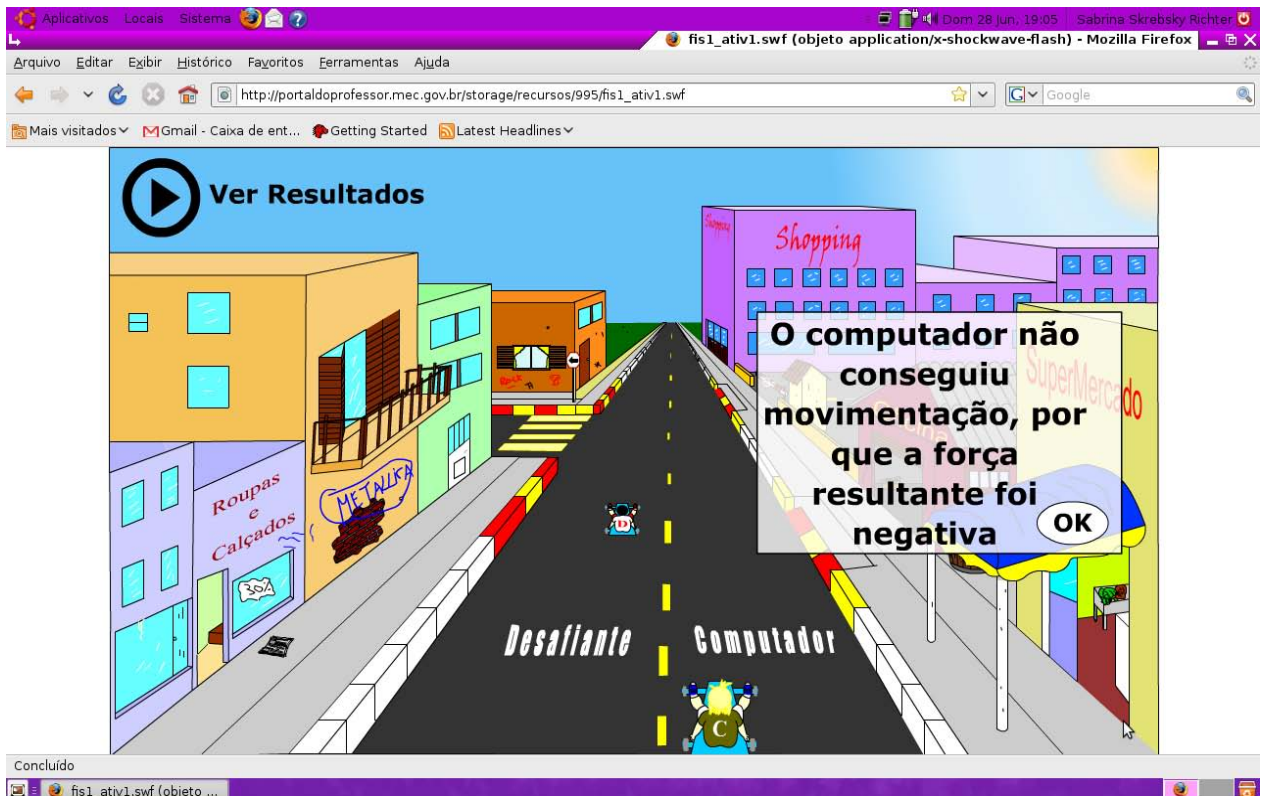 Aplicativos Locais Sistema
Dom 28 Jun, 19:05 Sabrina Skrebsky Richter
fis1_ativ1.swf (objeto application/x-shockwave-flash) - Mozilla Firefox
Arquivo Editar Exibir Histórico Favoritos Ferramentas Ajuda
http://portaldoprofessor.mec.gov.br/storage/recursos/995/fis1_ativ1.swf
Google
Mais visitados Gmail - Caixa de ent... Getting Started Latest Headlines
Ver Resultados
Shopping
Shopping
O computador não
conseguiu
movimentação, por
que a força
resultante foi
negativa
OK
SuperMercado
Roupas
e
Calçados
METALLICA
30%
D
Desafiante Computador
C
Concluído
fis1_ativ1.swf (objeto ...